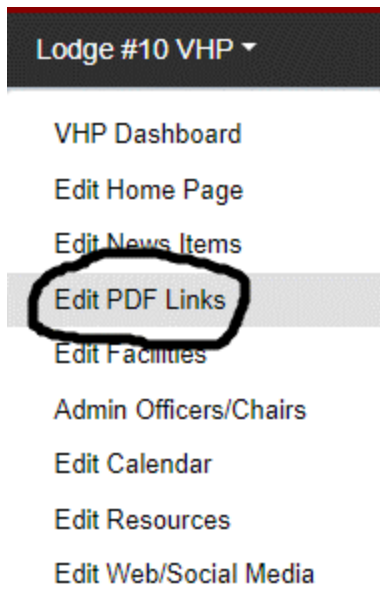 Lodge #10 VHP
VHP Dashboard
Edit Home Page
Edit News Items
Edit PDF Links
Edit Facilities
Admin Officers/Chairs
Edit Calendar
Edit Resources
Edit Web/Social Media